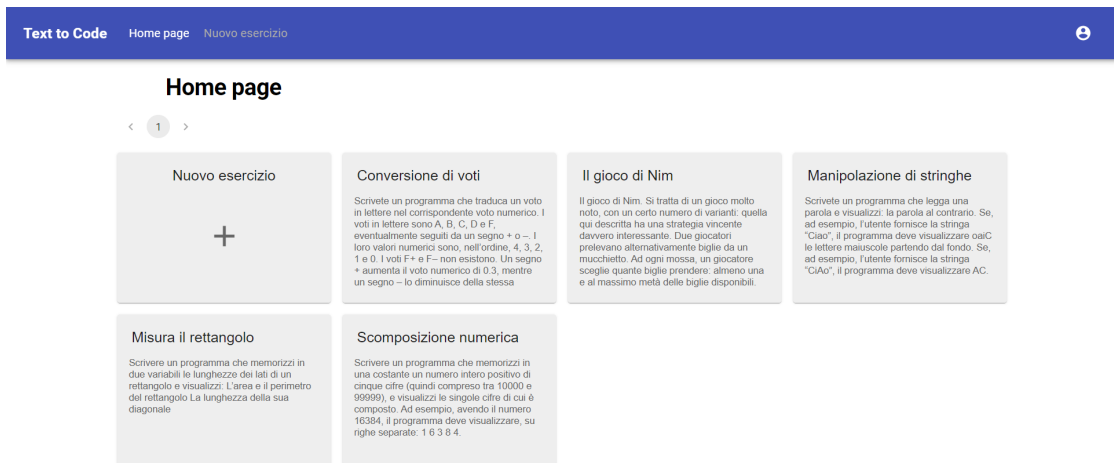 Text to Code Home page Nuovo esercizio
Home page
1
Nuovo esercizio
Conversione di voti
Scrivete un programma che traduca un voto
in lettere nel corrispondente voto numerico. I
voti in lettere sono A, B, C, D e F,
eventualmente seguiti da un segno + o –. I
loro valori numerici sono, nell'ordine, 4, 3, 2,
1 e 0. I voti F+ e F– non esistono. Un segno
+ aumenta il voto numerico di 0.3, mentre
un segno – lo diminuisce della stessa
Il gioco di Nim
Il gioco di Nim. Si tratta di un gioco molto
noto, con un certo numero di varianti: quella
qui descritta ha una strategia vincente
davvero interessante. Due giocatori
prelevano alternativamente biglie da un
mucchietto. Ad ogni mossa, un giocatore
sceglie quante biglie prendere: almeno una
e al massimo metà delle biglie disponibili.
Manipolazione di stringhe
Scrivete un programma che legga una
parola e visualizzi: la parola al contrario. Se,
ad esempio, l'utente fornisce la stringa
"Ciao", il programma deve visualizzare oaiC
le lettere maiuscole partendo dal fondo. Se,
ad esempio, l'utente fornisce la stringa
"CiAo", il programma deve visualizzare AC.
Misura il rettangolo
Scrivere un programma che memorizzi in
due variabili le lunghezze dei lati di un
rettangolo e visualizzi: L'area e il perimetro
del rettangolo La lunghezza della sua
diagonale
Scomposizione numerica
Scrivere un programma che memorizzi in
una costante un numero intero positivo di
cinque cifre (quindi compreso tra 10000 e
99999), e visualizzi le singole cifre di cui é
composto. Ad esempio, avendo il numero
16384, il programma deve visualizzare, su
righe separate: 1 6 3 8 4.